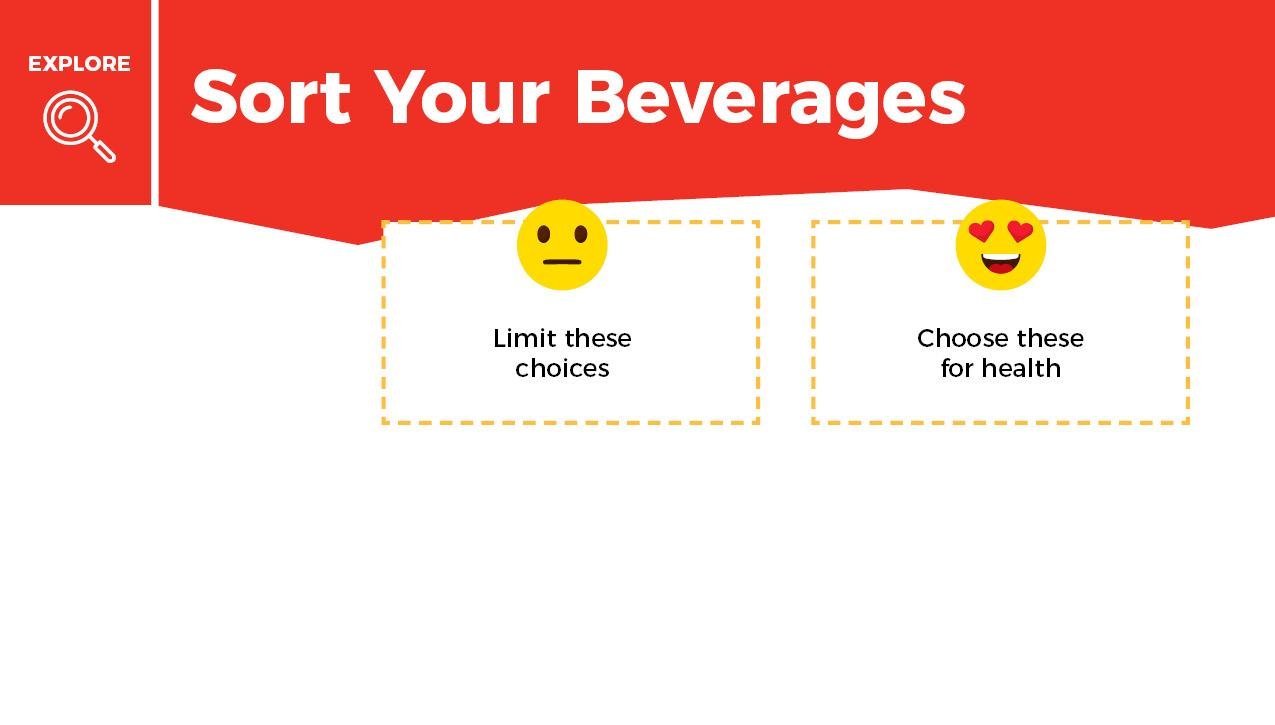 EXPLORE
Sort Your Beverages
Limit these
choices
Choose these
for health